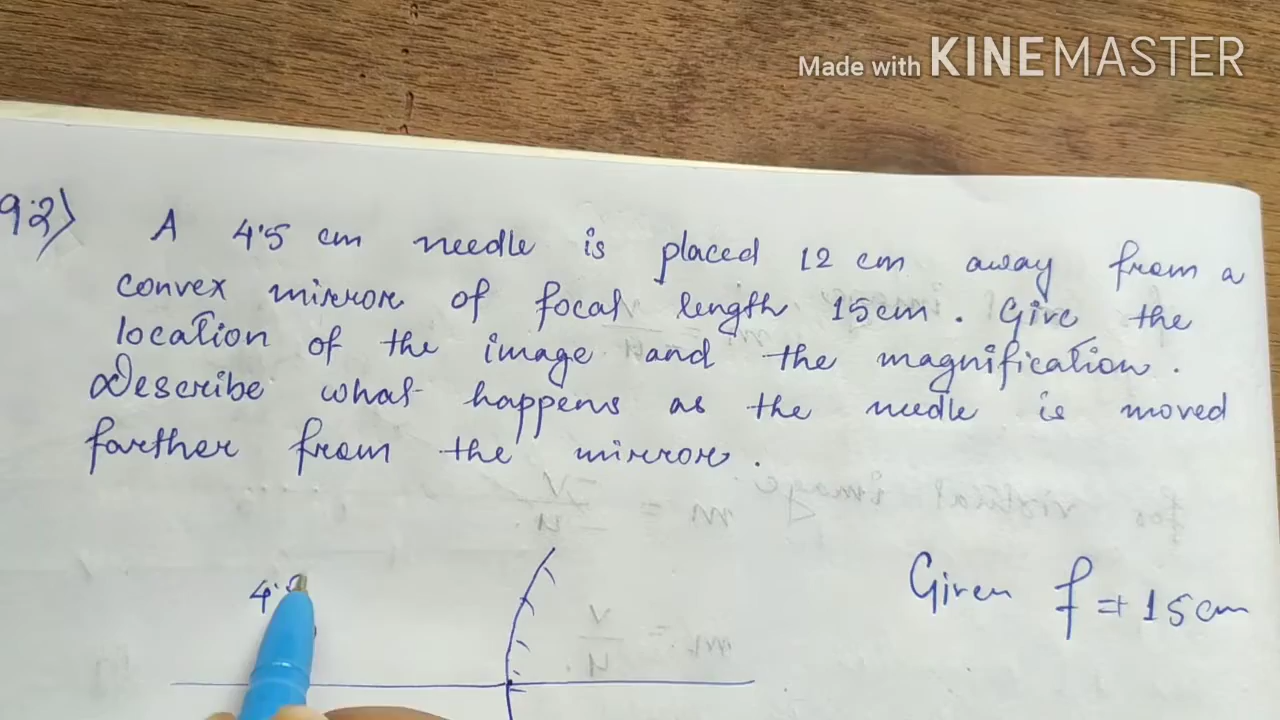 Made with KINEMASTER
9.2) A 4.5 cm needle is placed 12 cm away from a
convex mirror of focal length 15cm. Give the
location of the image and the magnification.
Describe what happens as the needle is moved
farther from the mirror.
Given f = + 15 cm